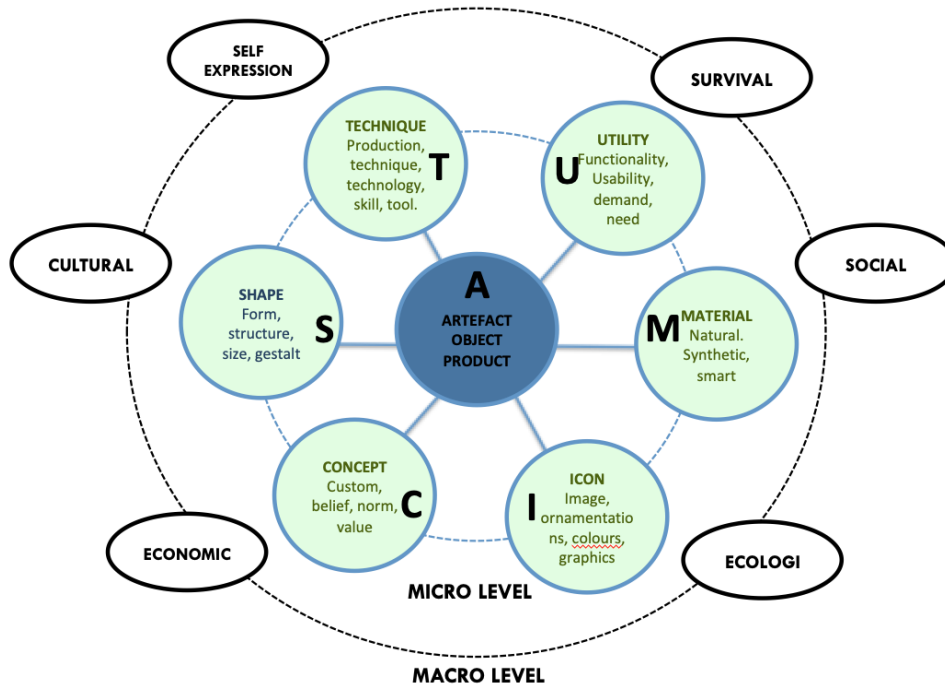 SELF
EXPRESSION
SURVIVAL
TECHNIQUE
Production,
technique,
technology,
skill, tool.
T
UTILITY
Functionality,
Usability,
demand,
need
U
CULTURAL
SOCIAL
SHAPE
Form,
structure,
size, gestalt
S
A
ARTEFACT
OBJECT
PRODUCT
MATERIAL
Natural.
Synthetic,
smart
M
CONCEPT
Custom,
belief, norm,
value
C
ICON
Image,
ornamentatio
ns, colours,
graphics
I
ECONOMIC
ECOLOGI
MICRO LEVEL
MACRO LEVEL